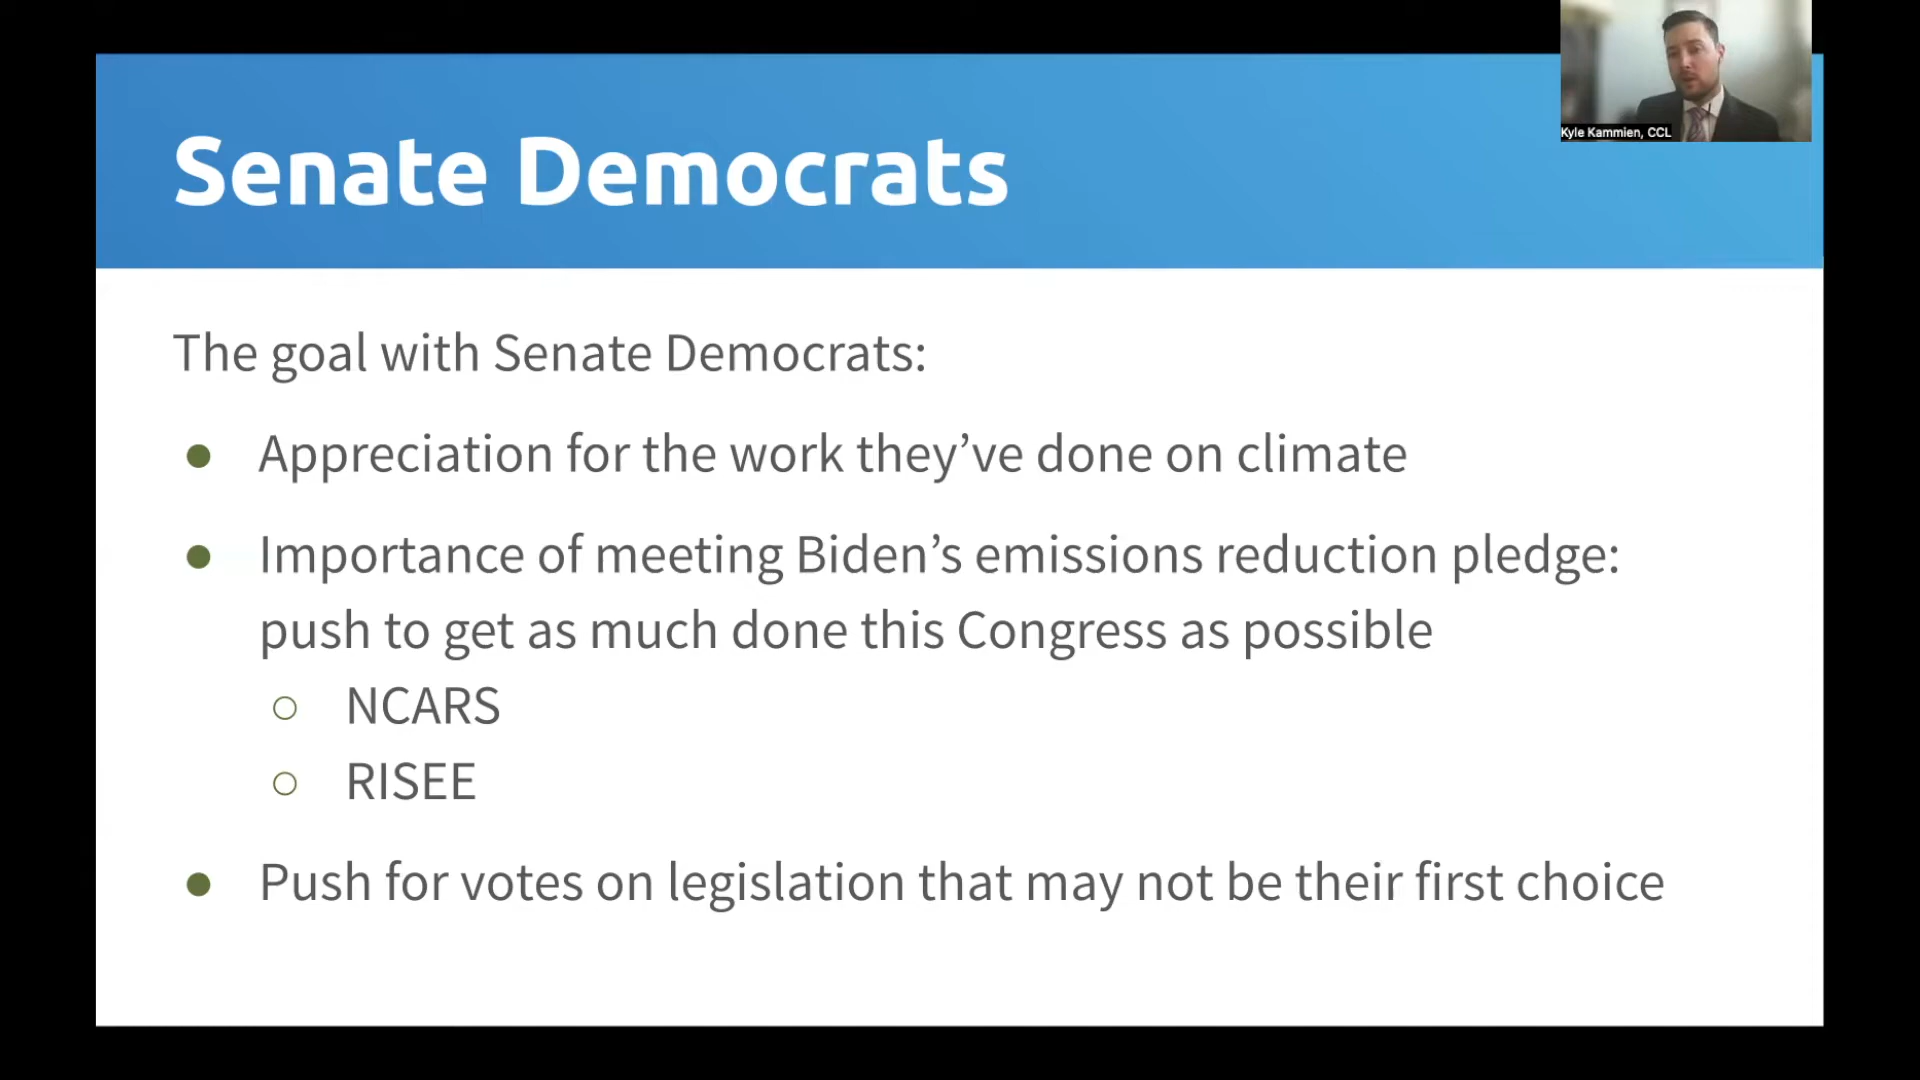 Kyle Kammien, CCL
Senate Democrats
The goal with Senate Democrats:
● Appreciation for the work they’ve done on climate
● Importance of meeting Biden’s emissions reduction pledge:
push to get as much done this Congress as possible
○ NCARS
○ RISEE
● Push for votes on legislation that may not be their first choice